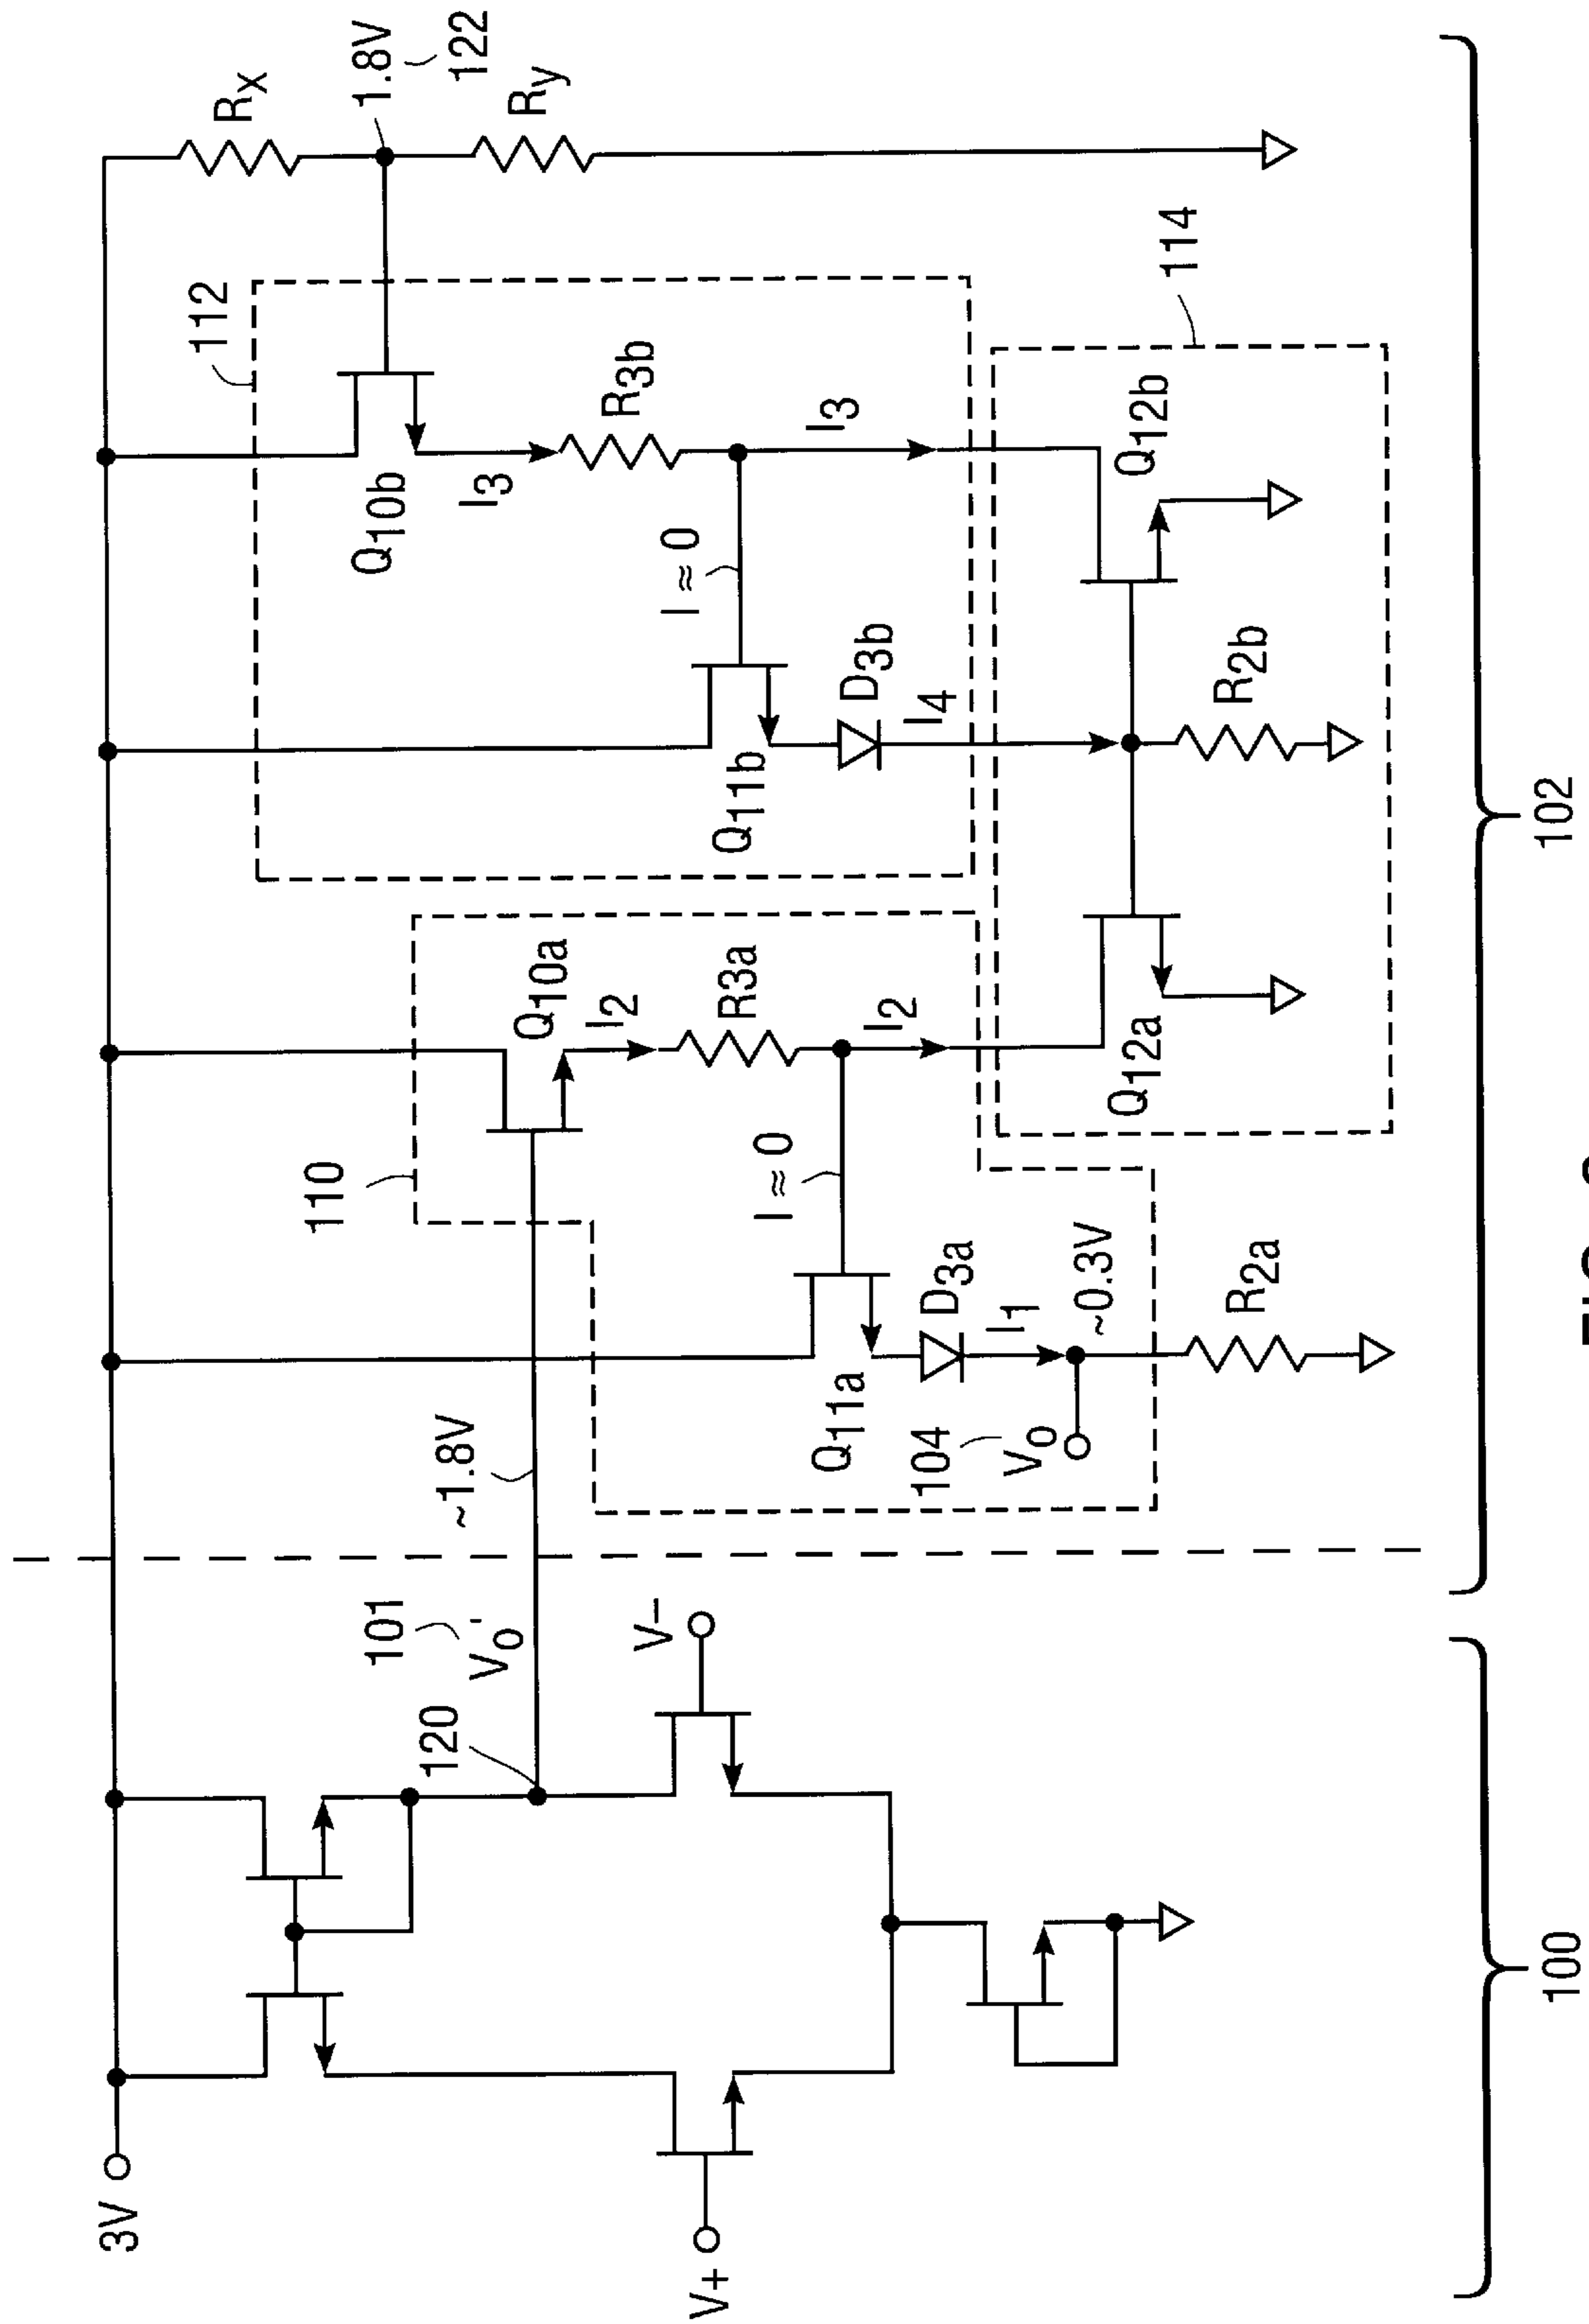 3V
V+
V–
120
101
Vo'
~1.8V
110
Q10a
I2
R3a
I2
I ≈ 0
Q11a
D3a
I1
~0.3V
104
Vo
R2a
Q12a
112
Q10b
I3
R3b
I3
I ≈ 0
Q11b
D3b
I4
Rx
1.8V
122
Ry
114
Q12b
R2b
100
102